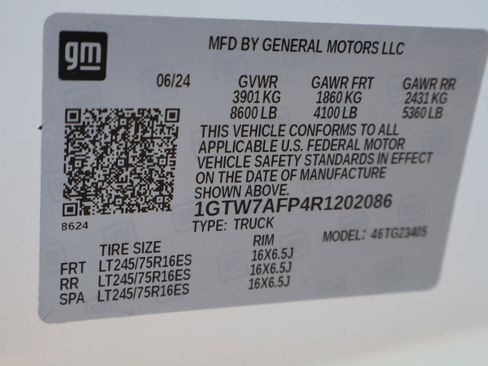 gm
MFD BY GENERAL MOTORS LLC
06/24 GVWR GAWR FRT GAWR RR
3901 KG 1860 KG 2431 KG
8600 LB 4100 LB 5360 LB
THIS VEHICLE CONFORMS TO ALL
APPLICABLE U.S. FEDERAL MOTOR
VEHICLE SAFETY STANDARDS IN EFFECT
ON THE DATE OF MANUFACTURE
SHOWN ABOVE.
8624
1GTW7AFP4R1202086
TYPE: TRUCK MODEL: 46TG23405
TIRE SIZE RIM
FRT LT245/75R16ES 16X6.5J
RR LT245/75R16ES 16X6.5J
SPA LT245/75R16ES 16X6.5J